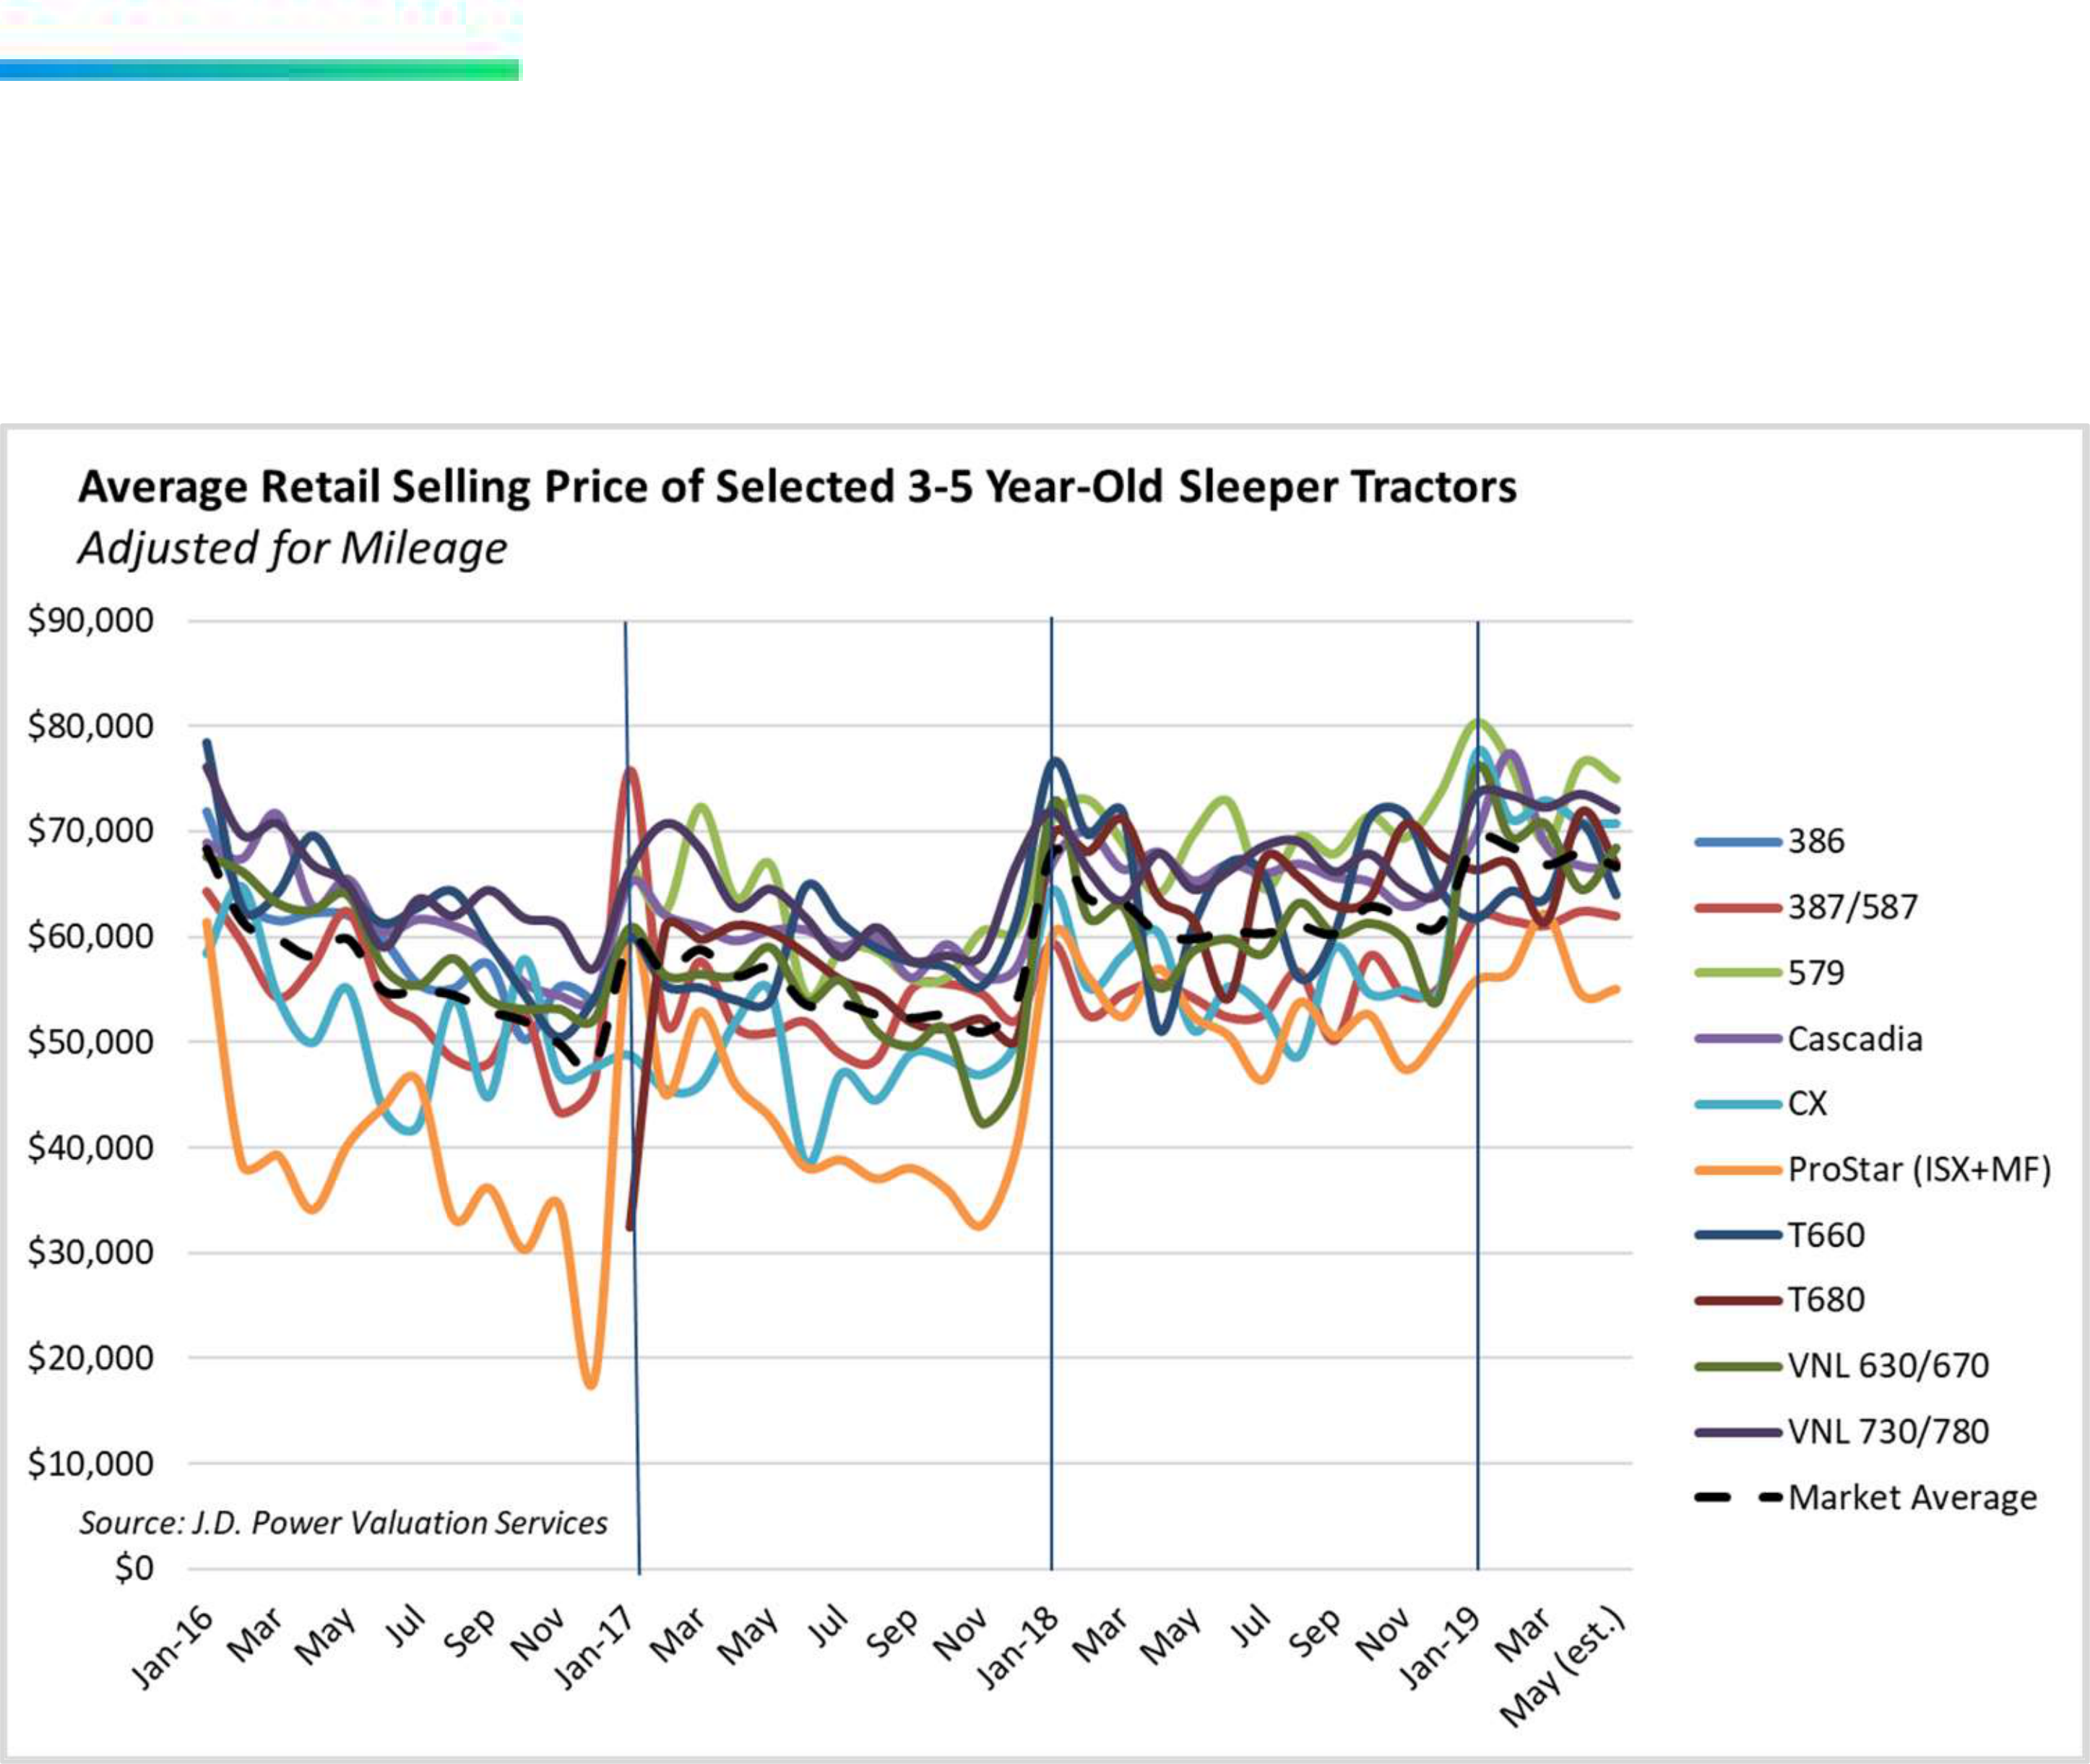 Average Retail Selling Price of Selected 3-5 Year-Old Sleeper Tractors
Adjusted for Mileage
$90,000
$80,000
$70,000
$60,000
$50,000
$40,000
$30,000
$20,000
$10,000
$0
Source: J.D. Power Valuation Services
Jan-16
Mar
May
Jul
Sep
Nov
Jan-17
Mar
May
Jul
Sep
Nov
Jan-18
Mar
May
Jul
Sep
Nov
Jan-19
Mar
May (est.)
386
387/587
579
Cascadia
CX
ProStar (ISX+MF)
T660
T680
VNL 630/670
VNL 730/780
Market Average